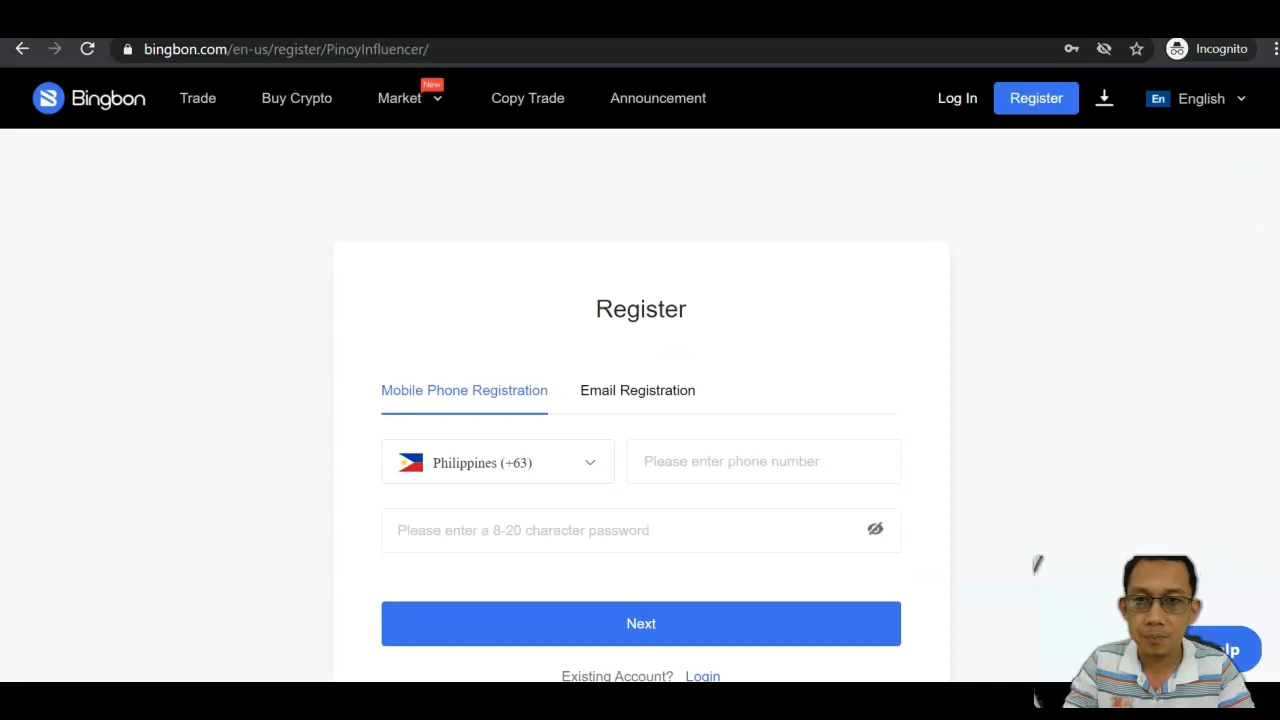 bingbon.com/en-us/register/PinoyInfluencer/
Incognito
Bingbon
Trade
Buy Crypto
Market
New
Copy Trade
Announcement
Log In
Register
En
English
Register
Mobile Phone Registration
Email Registration
Philippines (+63)
Please enter phone number
Please enter a 8-20 character password
Next
Existing Account? Login